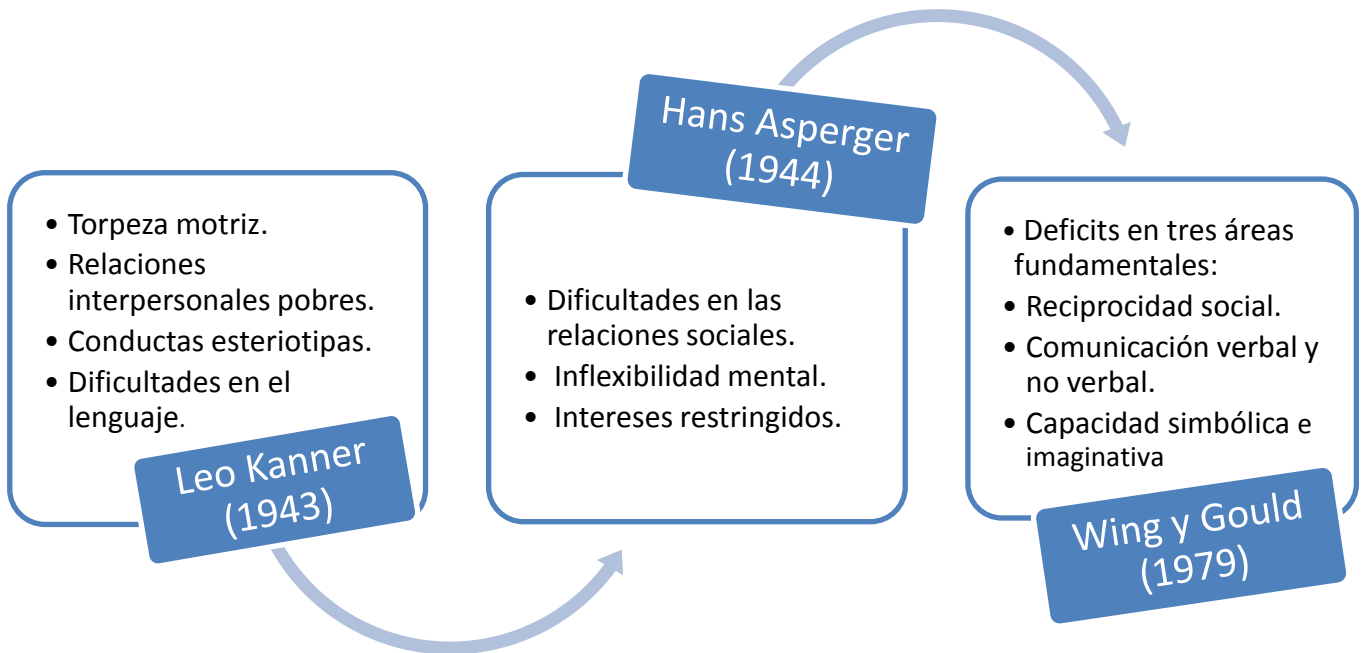 • Torpeza motriz.
• Relaciones
interpersonales pobres.
• Conductas esteriotipas.
• Dificultades en el
lenguaje.
Leo Kanner
(1943)
Hans Asperger
(1944)
• Dificultades en las
relaciones sociales.
• Inflexibilidad mental.
• Intereses restringidos.
• Deficits en tres áreas
fundamentales:
• Reciprocidad social.
• Comunicación verbal y
no verbal.
• Capacidad simbólica e
imaginativa
Wing y Gould
(1979)